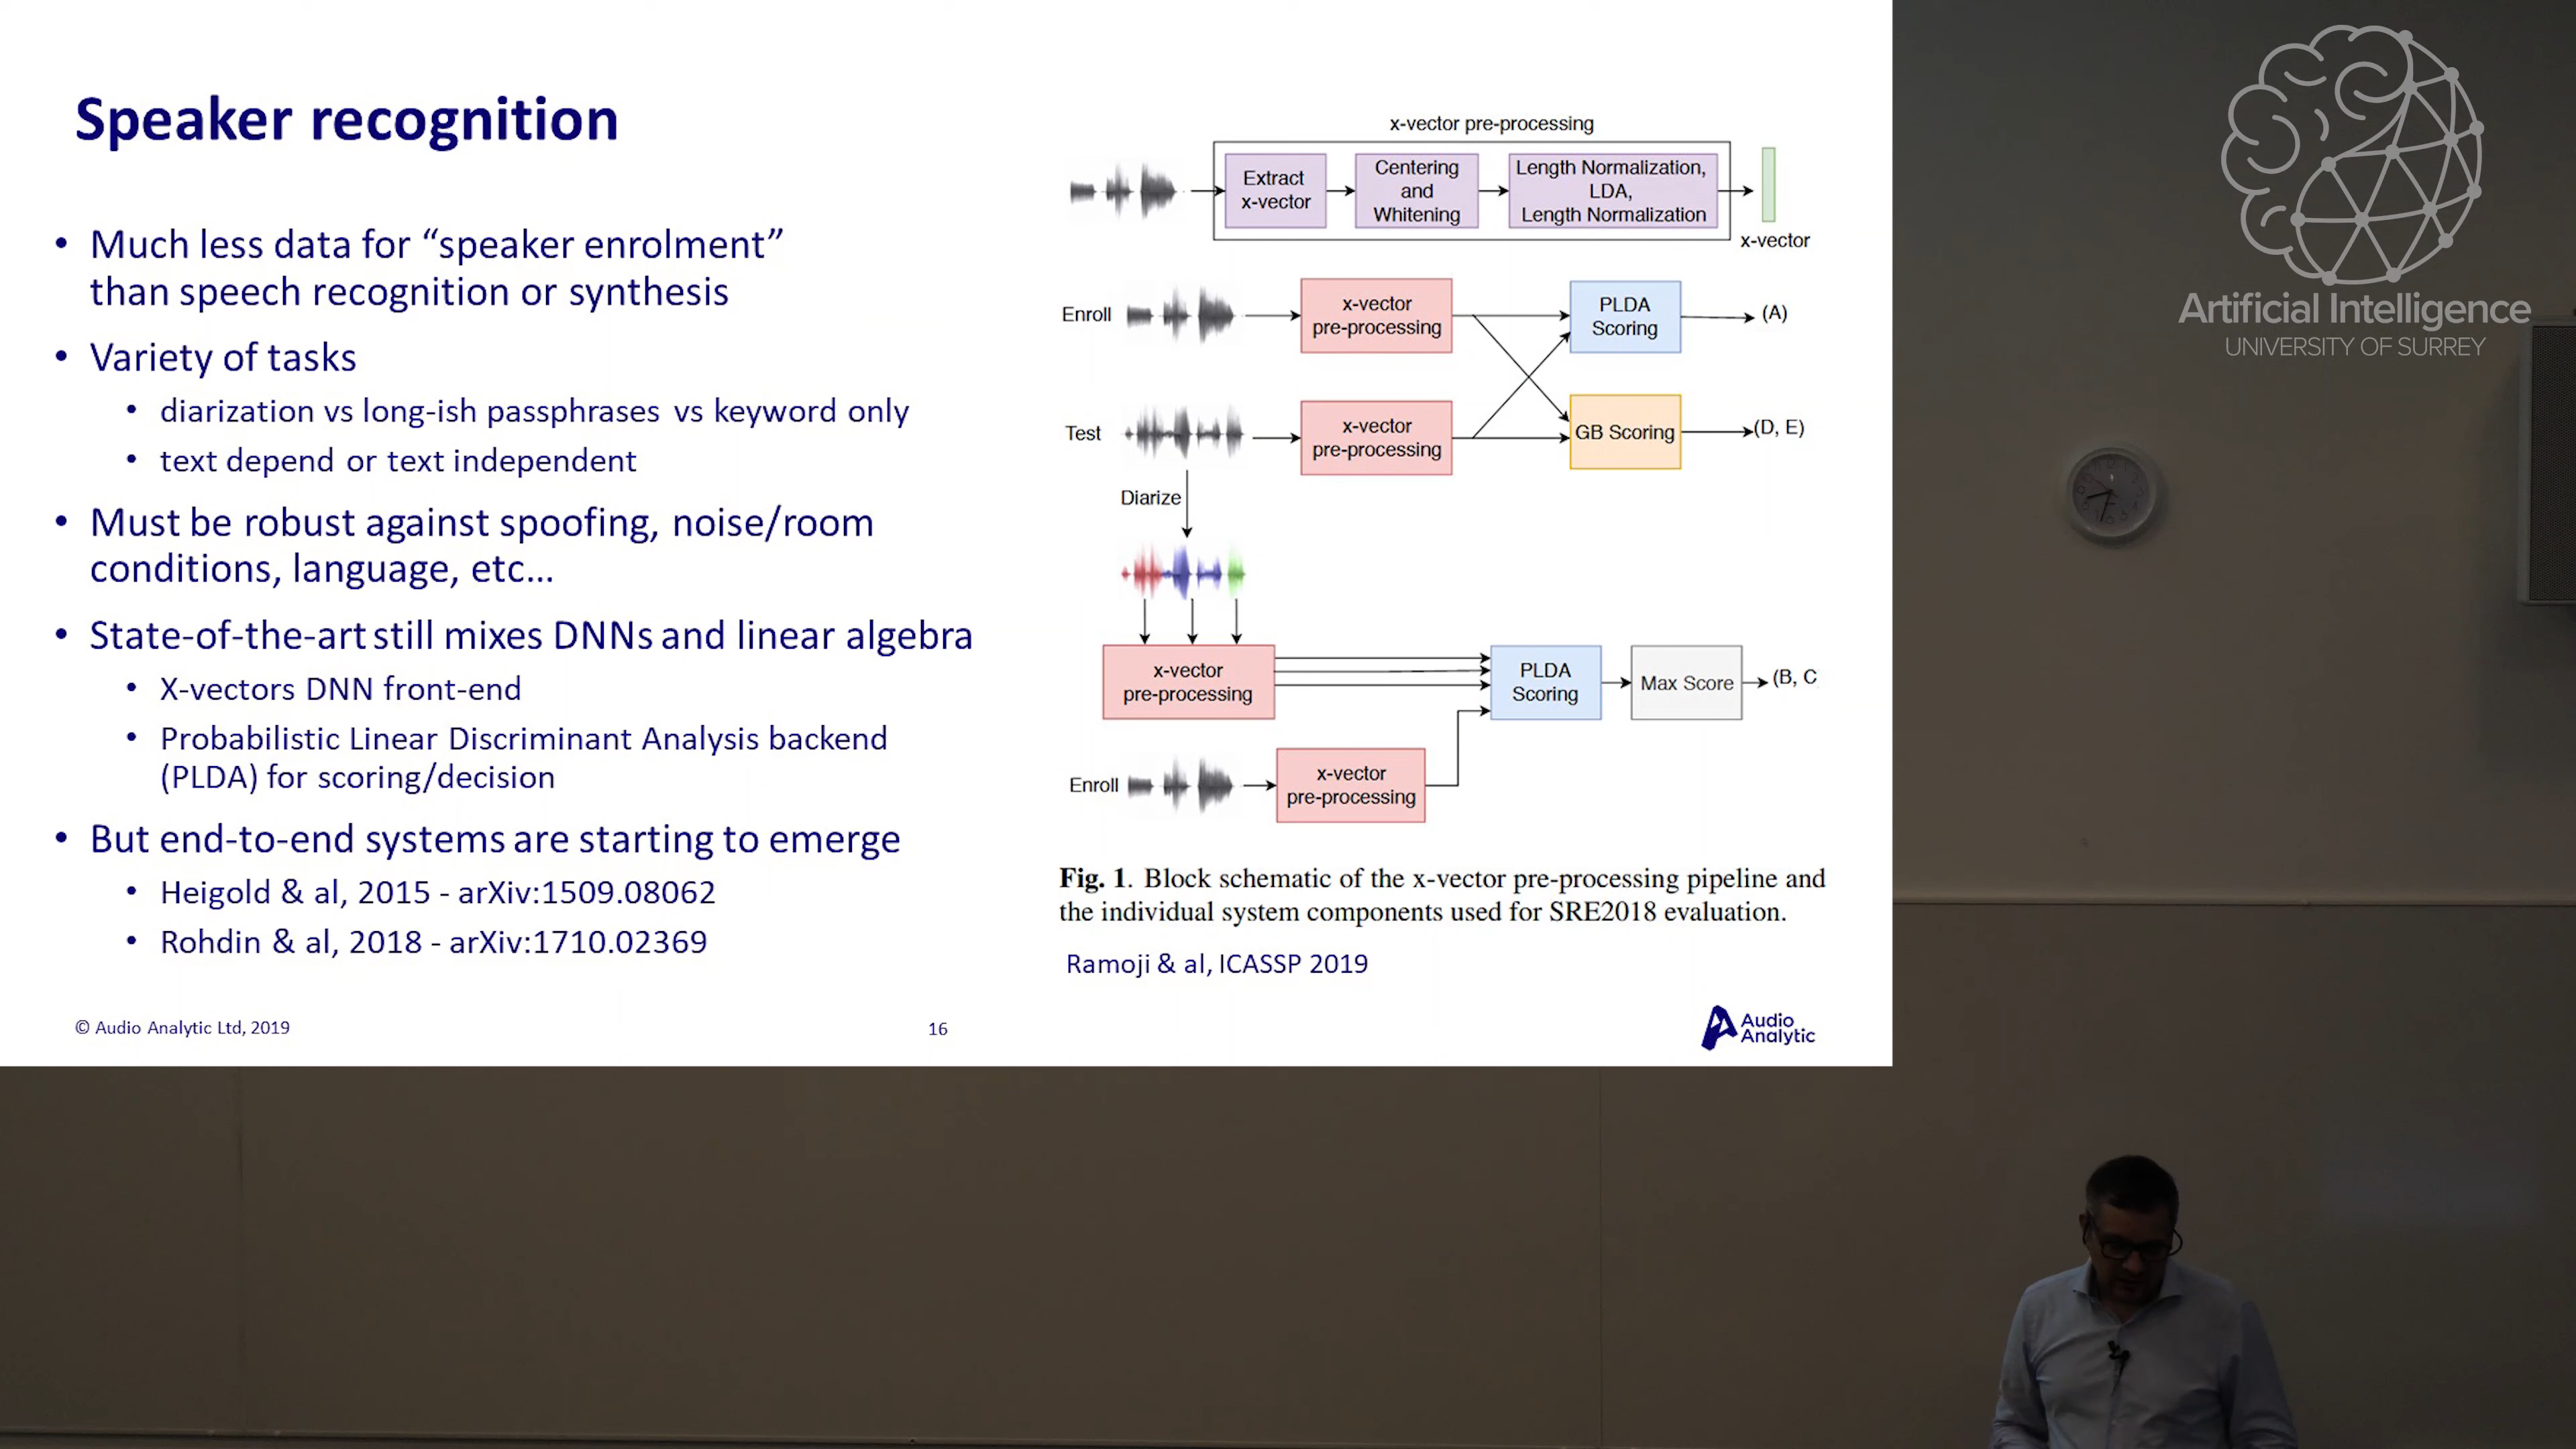 Speaker recognition
• Much less data for “speaker enrolment”
than speech recognition or synthesis
• Variety of tasks
• diarization vs long-ish passphrases vs keyword only
• text depend or text independent
• Must be robust against spoofing, noise/room
conditions, language, etc…
• State-of-the-art still mixes DNNs and linear algebra
• X-vectors DNN front-end
• Probabilistic Linear Discriminant Analysis backend
(PLDA) for scoring/decision
• But end-to-end systems are starting to emerge
• Heigold & al, 2015 - arXiv:1509.08062
• Rohdin & al, 2018 - arXiv:1710.02369
© Audio Analytic Ltd, 2019
16
x-vector pre-processing
Extract
x-vector
Centering
and
Whitening
Length Normalization,
LDA,
Length Normalization
x-vector
Enroll
x-vector
pre-processing
PLDA
Scoring
(A)
Test
x-vector
pre-processing
GB Scoring
(D, E)
Diarize
x-vector
pre-processing
PLDA
Scoring
Max Score
(B, C
Enroll
x-vector
pre-processing
Fig. 1. Block schematic of the x-vector pre-processing pipeline and
the individual system components used for SRE2018 evaluation.
Ramoji & al, ICASSP 2019
Audio
Analytic
Artificial Intelligence
UNIVERSITY OF SURREY